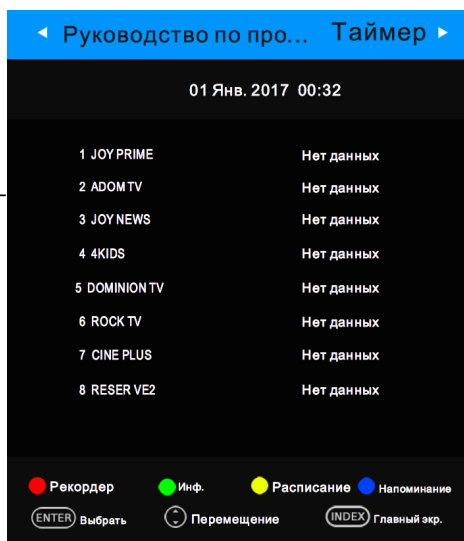 Руководство по про... Таймер
01 Янв. 2017 00:32
1 JOY PRIME Нет данных
2 ADOM TV Нет данных
3 JOY NEWS Нет данных
4 4KIDS Нет данных
5 DOMINION TV Нет данных
6 ROCK TV Нет данных
7 CINE PLUS Нет данных
8 RESER VE2 Нет данных
Рекордер Инф. Расписание Напоминание
ENTER Выбрать Перемещение INDEX Главный экр.